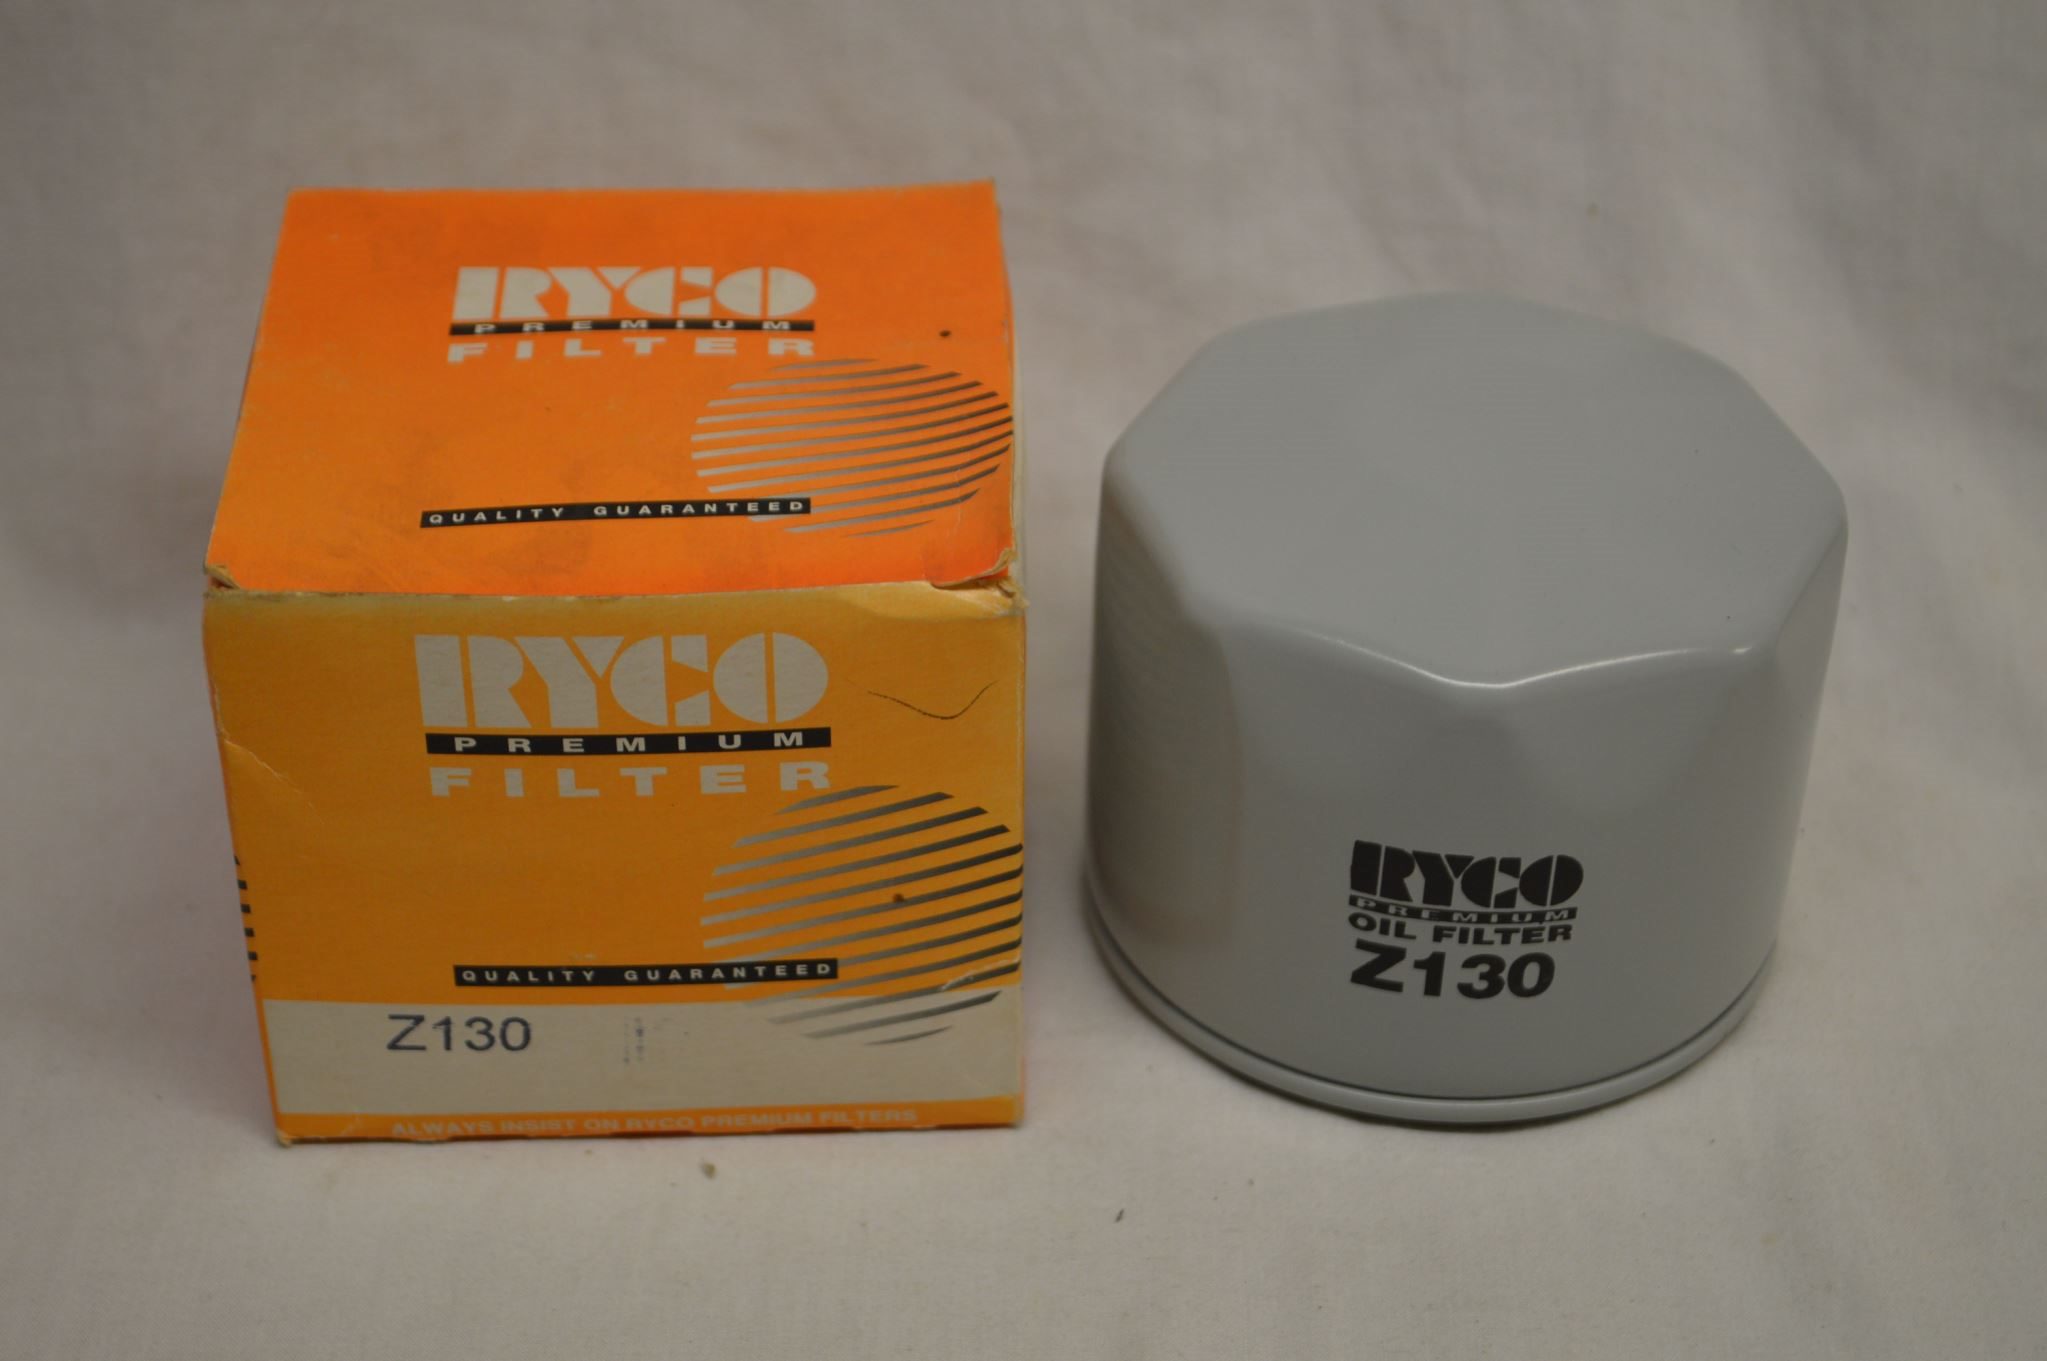 RYCO
PREMIUM
FILTER
QUALITY GUARANTEED
RYCO
PREMIUM
FILTER
QUALITY GUARANTEED
Z130
ALWAYS INSIST ON RYCO PREMIUM FILTERS
RYCO
PREMIUM
OIL FILTER
Z130